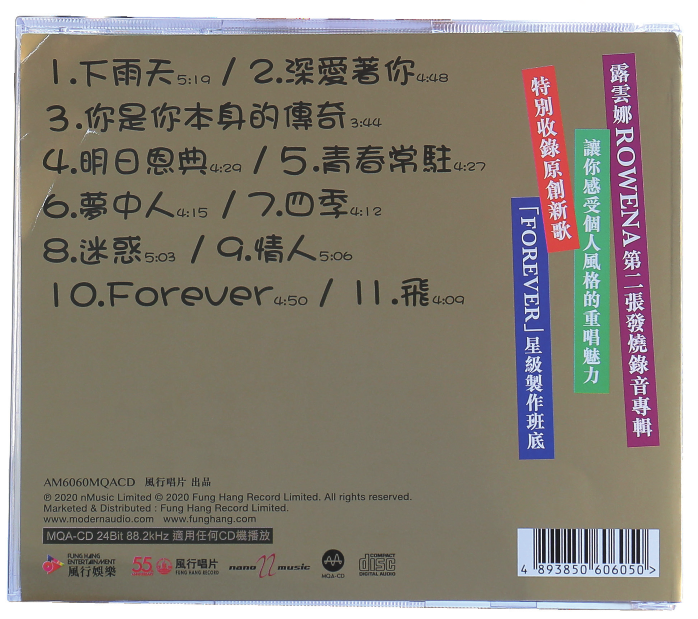 1.下雨天5:19 / 2.深愛著你4:48
3.你是你本身的傳奇3:44
4.明日恩典4:29 / 5.青春常駐4:27
6.夢中人4:15 / 7.四季4:12
8.迷惑5:03 / 9.情人5:06
10.Forever4:50 / 11.飛4:09
露雲娜ROWENA第二張發燒錄音專輯
讓你感受個人風格的重唱魅力
特別收錄原創新歌
「FOREVER」星級製作班底
AM6060MQACD 風行唱片 出品
℗ 2020 nMusic Limited © 2020 Fung Hang Record Limited. All rights reserved.
Marketed & Distributed : Fung Hang Record Limited.
www.modernaudio.com www.funghang.com
MQA-CD 24Bit 88.2kHz 適用任何CD機播放
FUNG HANG
ENTERTAINMENT
風行娛樂
55
風行唱片
FUNG HANG RECORD
nano n music
MQA-CD
COMPACT
disc
DIGITAL AUDIO
4 893850 606050 >